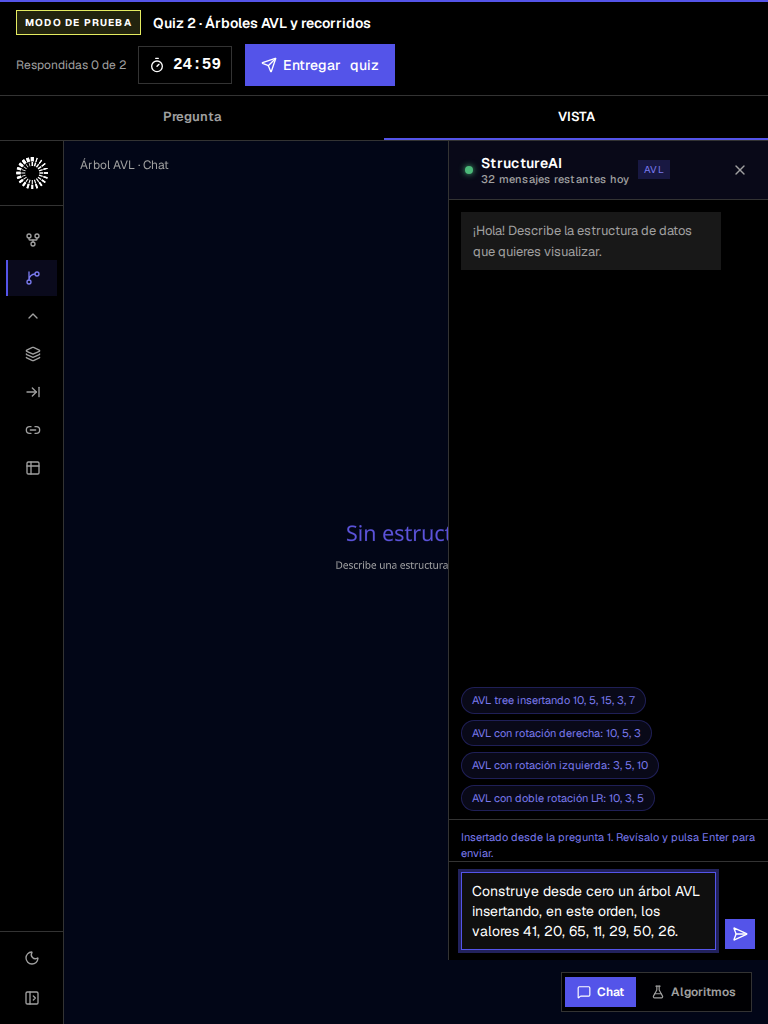 MODO DE PRUEBA
Quiz 2 · Árboles AVL y recorridos
Respondidas 0 de 2
24:59
Entregar quiz
Pregunta
VISTA
Árbol AVL · Chat
StructureAI
32 mensajes restantes hoy
AVL
¡Hola! Describe la estructura de datos
que quieres visualizar.
Sin estruct
Describe una estructura
AVL tree insertando 10, 5, 15, 3, 7
AVL con rotación derecha: 10, 5, 3
AVL con rotación izquierda: 3, 5, 10
AVL con doble rotación LR: 10, 3, 5
Insertado desde la pregunta 1. Revísalo y pulsa Enter para
enviar.
Construye desde cero un árbol AVL
insertando, en este orden, los
valores 41, 20, 65, 11, 29, 50, 26.
Chat
Algoritmos